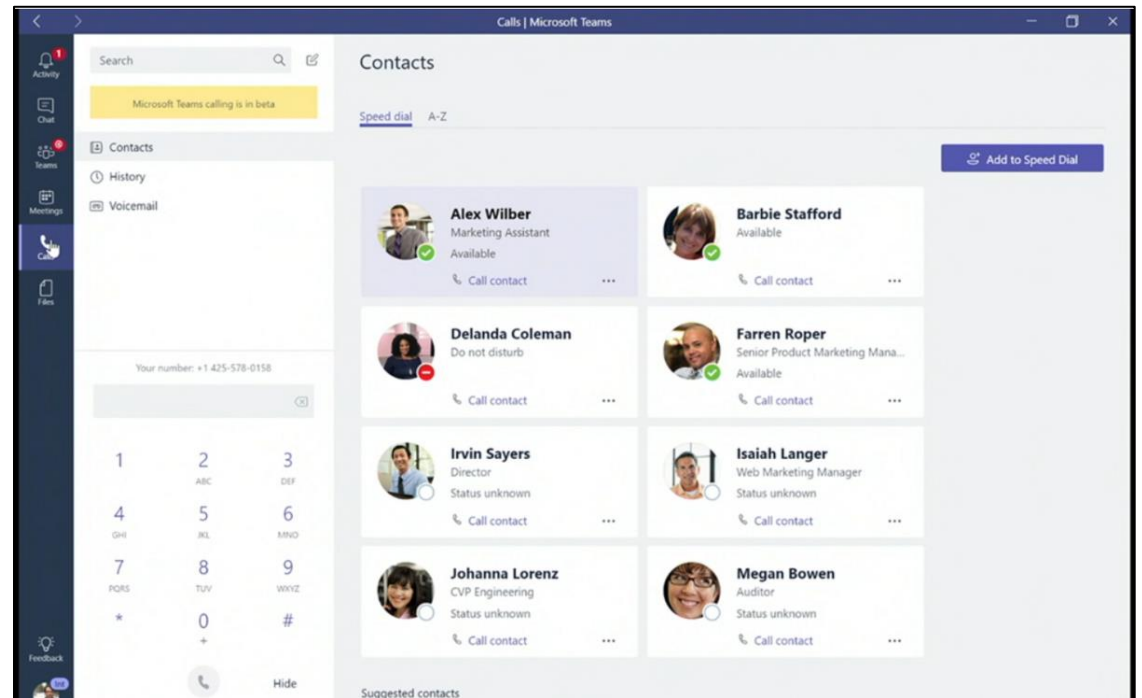 Calls | Microsoft Teams
1
Activity
Chat
Teams
Meetings
Calls
Files
Feedback
Search
Microsoft Teams calling is in beta
Contacts
History
Voicemail
Your number: +1 425-578-0158
1
2
3
ABC
DEF
4
5
6
GHI
JKL
MNO
7
8
9
PQRS
TUV
WXYZ
*
0
#
+
Hide
Contacts
Speed dial
A-Z
Add to Speed Dial
Alex Wilber
Marketing Assistant
Available
Call contact
Barbie Stafford
Available
Call contact
Delanda Coleman
Do not disturb
Call contact
Farren Roper
Senior Product Marketing Mana...
Available
Call contact
Irvin Sayers
Director
Status unknown
Call contact
Isaiah Langer
Web Marketing Manager
Status unknown
Call contact
Johanna Lorenz
CVP Engineering
Status unknown
Call contact
Megan Bowen
Auditor
Status unknown
Call contact
Suggested contacts